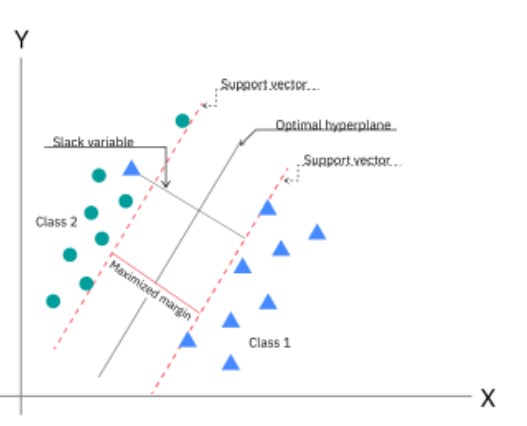 Y
Support vector
Optimal hyperplane
Slack variable
Support vector
Class 2
Maximized margin
Class 1
X